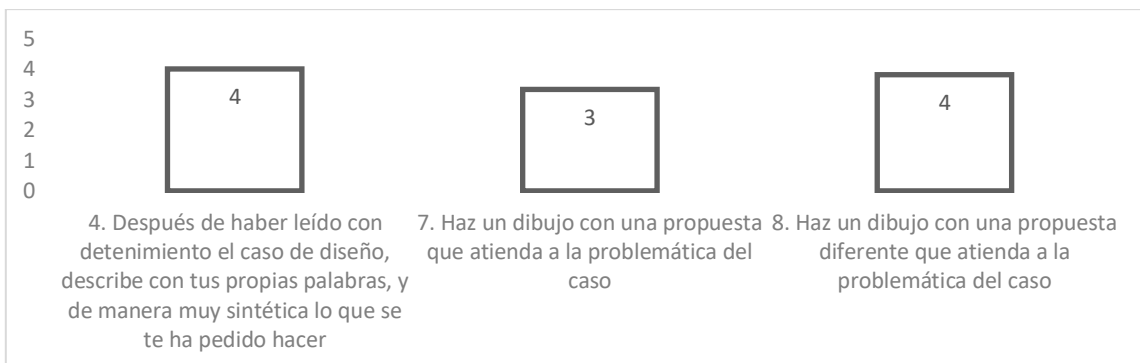 5
4
3
2
1
0
4
3
4
4. Después de haber leído con
detenimiento el caso de diseño,
describe con tus propias palabras, y
de manera muy sintética lo que se
te ha pedido hacer
7. Haz un dibujo con una propuesta
que atienda a la problemática del
caso
8. Haz un dibujo con una propuesta
diferente que atienda a la
problemática del caso